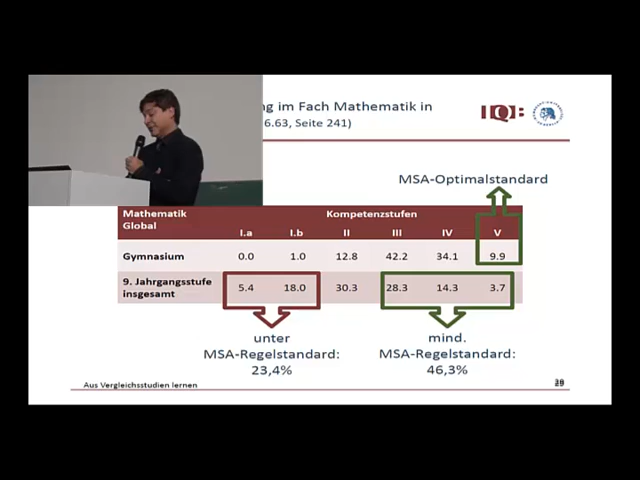 ng im Fach Mathematik in
6.63, Seite 241)
IQB
MSA-Optimalstandard
Mathematik Global Kompetenzstufen
I.a I.b II III IV V
Gymnasium 0.0 1.0 12.8 42.2 34.1 9.9
9. Jahrgangsstufe insgesamt 5.4 18.0 30.3 28.3 14.3 3.7
unter
MSA-Regelstandard:
23,4%
mind.
MSA-Regelstandard:
46,3%
Aus Vergleichsstudien lernen